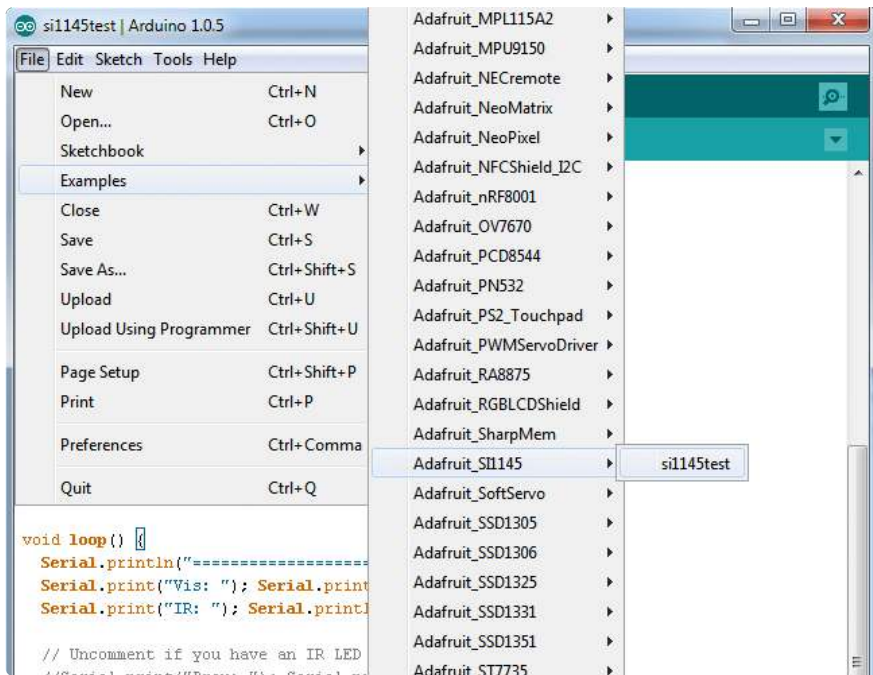 si1145test | Arduino 1.0.5
File Edit Sketch Tools Help
New Ctrl+N
Open... Ctrl+O
Sketchbook
Examples
Close Ctrl+W
Save Ctrl+S
Save As... Ctrl+Shift+S
Upload Ctrl+U
Upload Using Programmer Ctrl+Shift+U
Page Setup Ctrl+Shift+P
Print Ctrl+P
Preferences Ctrl+Comma
Quit Ctrl+Q
Adafruit_MPL115A2
Adafruit_MPU9150
Adafruit_NECremote
Adafruit_NeoMatrix
Adafruit_NeoPixel
Adafruit_NFCShield_I2C
Adafruit_nRF8001
Adafruit_OV7670
Adafruit_PCD8544
Adafruit_PN532
Adafruit_PS2_Touchpad
Adafruit_PWMServoDriver
Adafruit_RA8875
Adafruit_RGBLCDShield
Adafruit_SharpMem
Adafruit_SI1145
Adafruit_SoftServo
Adafruit_SSD1305
Adafruit_SSD1306
Adafruit_SSD1325
Adafruit_SSD1331
Adafruit_SSD1351
Adafruit_ST7735
si1145test
void loop() {
Serial.println("===================
Serial.print("Vis: "); Serial.print
Serial.print("IR: "); Serial.printl
// Uncomment if you have an IR LED